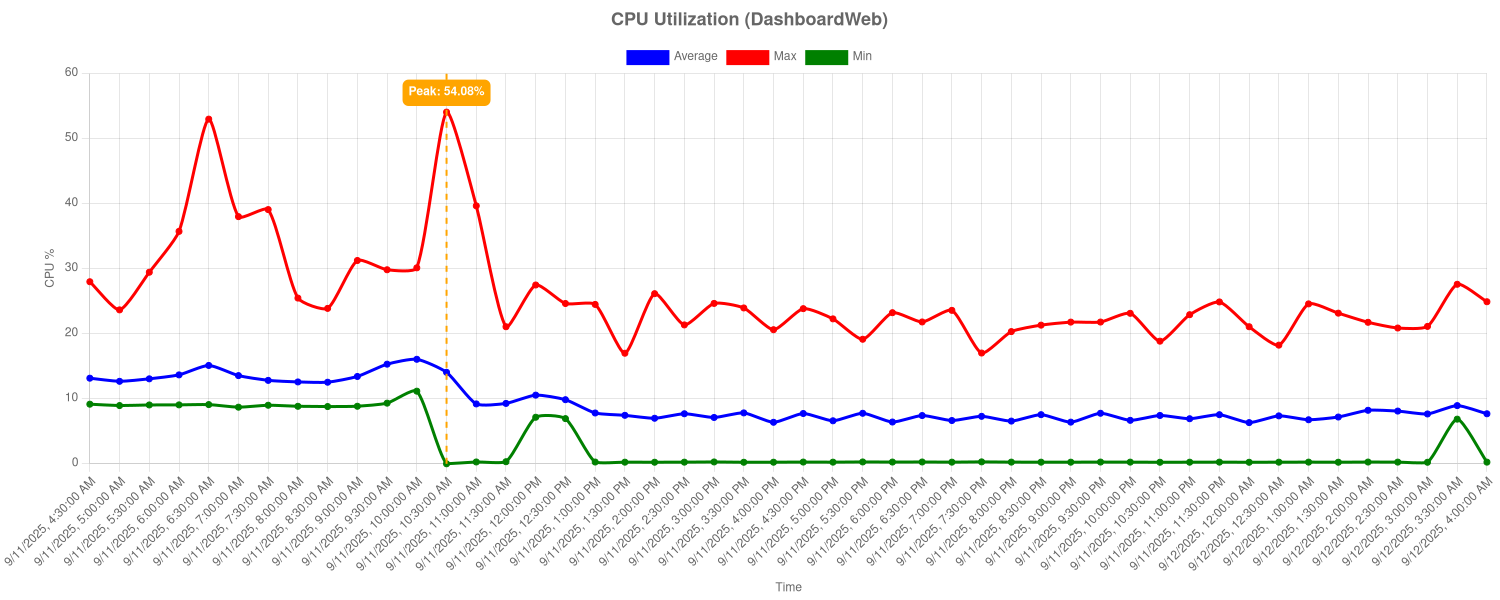 CPU Utilization (DashboardWeb)
Average Max Min
Peak: 54.08%
60
50
40
30
20
10
0
CPU %
9/11/2025, 4:30:00 AM
9/11/2025, 5:00:00 AM
9/11/2025, 5:30:00 AM
9/11/2025, 6:00:00 AM
9/11/2025, 6:30:00 AM
9/11/2025, 7:00:00 AM
9/11/2025, 7:30:00 AM
9/11/2025, 8:00:00 AM
9/11/2025, 8:30:00 AM
9/11/2025, 9:00:00 AM
9/11/2025, 9:30:00 AM
9/11/2025, 10:00:00 AM
9/11/2025, 10:30:00 AM
9/11/2025, 11:00:00 AM
9/11/2025, 11:30:00 AM
9/11/2025, 12:00:00 PM
9/11/2025, 12:30:00 PM
9/11/2025, 1:00:00 PM
9/11/2025, 1:30:00 PM
9/11/2025, 2:00:00 PM
9/11/2025, 2:30:00 PM
9/11/2025, 3:00:00 PM
9/11/2025, 3:30:00 PM
9/11/2025, 4:00:00 PM
9/11/2025, 4:30:00 PM
9/11/2025, 5:00:00 PM
9/11/2025, 5:30:00 PM
9/11/2025, 6:00:00 PM
9/11/2025, 6:30:00 PM
9/11/2025, 7:00:00 PM
9/11/2025, 7:30:00 PM
9/11/2025, 8:00:00 PM
9/11/2025, 8:30:00 PM
9/11/2025, 9:00:00 PM
9/11/2025, 9:30:00 PM
9/11/2025, 10:00:00 PM
9/11/2025, 10:30:00 PM
9/11/2025, 11:00:00 PM
9/11/2025, 11:30:00 PM
9/12/2025, 12:00:00 AM
9/12/2025, 12:30:00 AM
9/12/2025, 1:00:00 AM
9/12/2025, 1:30:00 AM
9/12/2025, 2:00:00 AM
9/12/2025, 2:30:00 AM
9/12/2025, 3:00:00 AM
9/12/2025, 3:30:00 AM
9/12/2025, 4:00:00 AM
Time